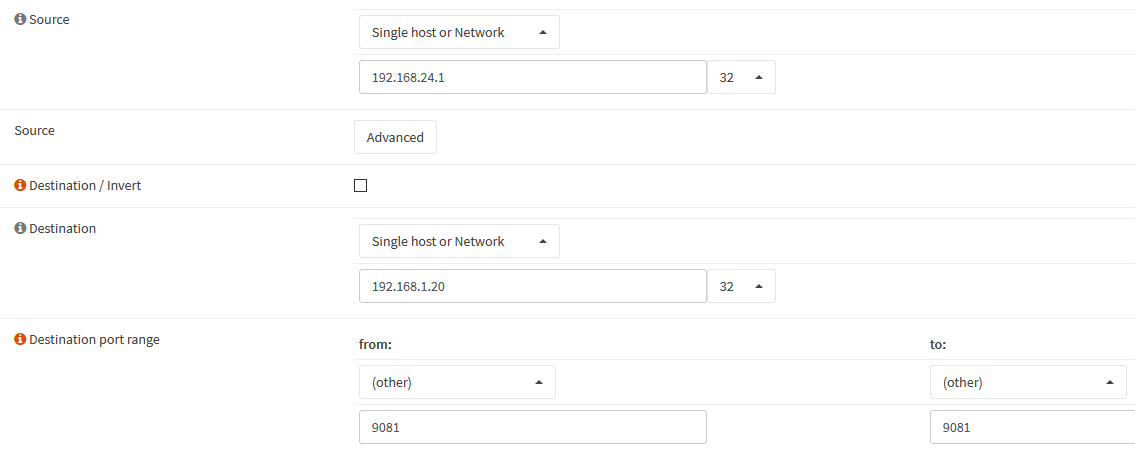 Source
Single host or Network
192.168.24.1 32
Source
Advanced
Destination / Invert
Destination
Single host or Network
192.168.1.20 32
Destination port range
from: to:
(other) (other)
9081 9081